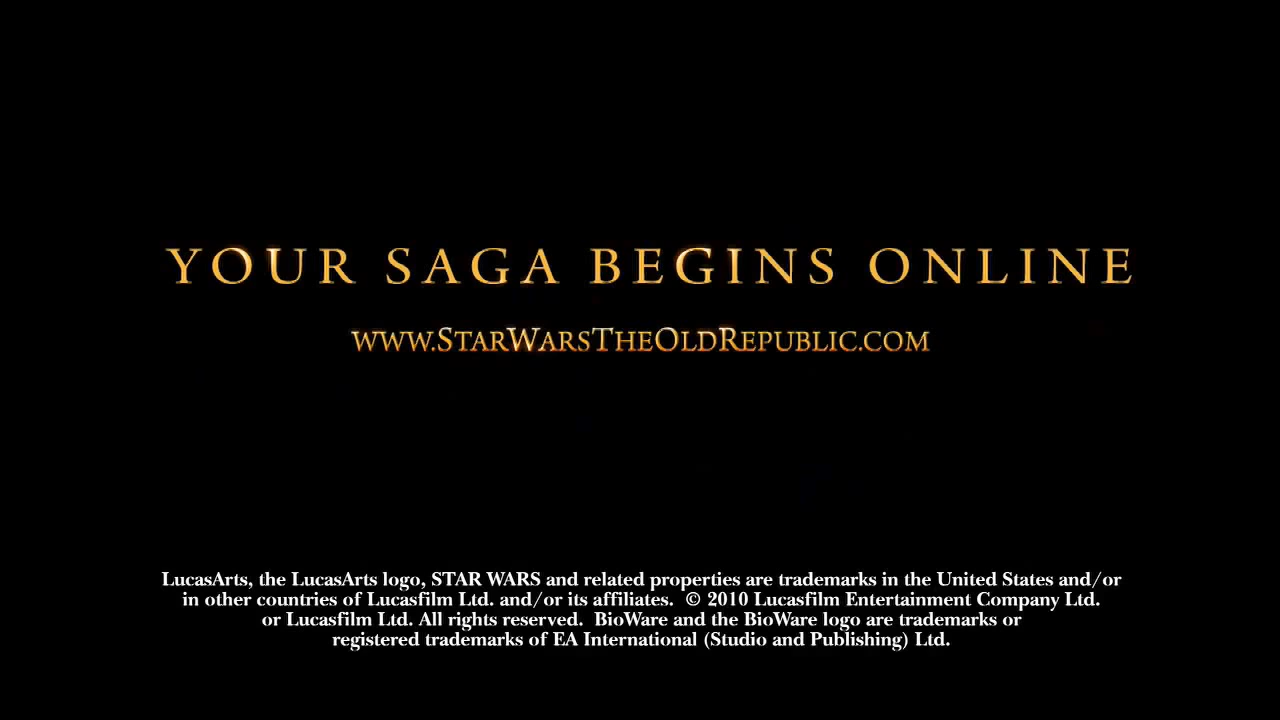 YOUR SAGA BEGINS ONLINE
WWW.STARWARSTHEOLDREPUBLIC.COM
LucasArts, the LucasArts logo, STAR WARS and related properties are trademarks in the United States and/or
in other countries of Lucasfilm Ltd. and/or its affiliates.  © 2010 Lucasfilm Entertainment Company Ltd.
or Lucasfilm Ltd. All rights reserved.  BioWare and the BioWare logo are trademarks or
registered trademarks of EA International (Studio and Publishing) Ltd.